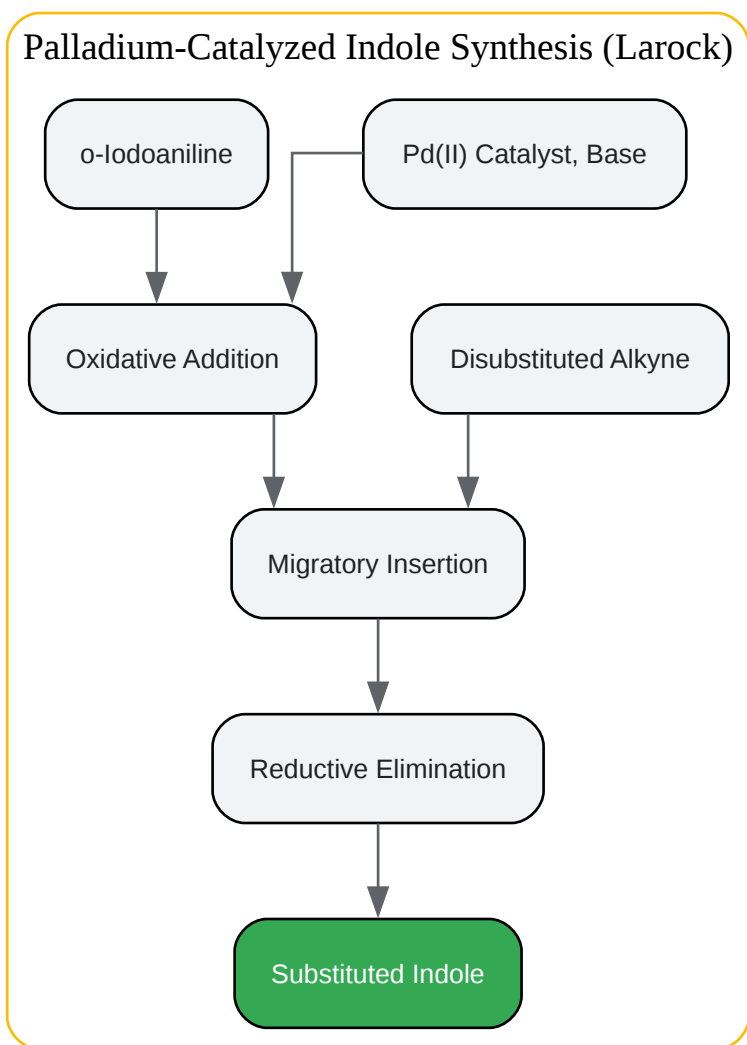 Palladium-Catalyzed Indole Synthesis (Larock)
o-Iodoaniline
Pd(II) Catalyst, Base
Oxidative Addition
Disubstituted Alkyne
Migratory Insertion
Reductive Elimination
Substituted Indole